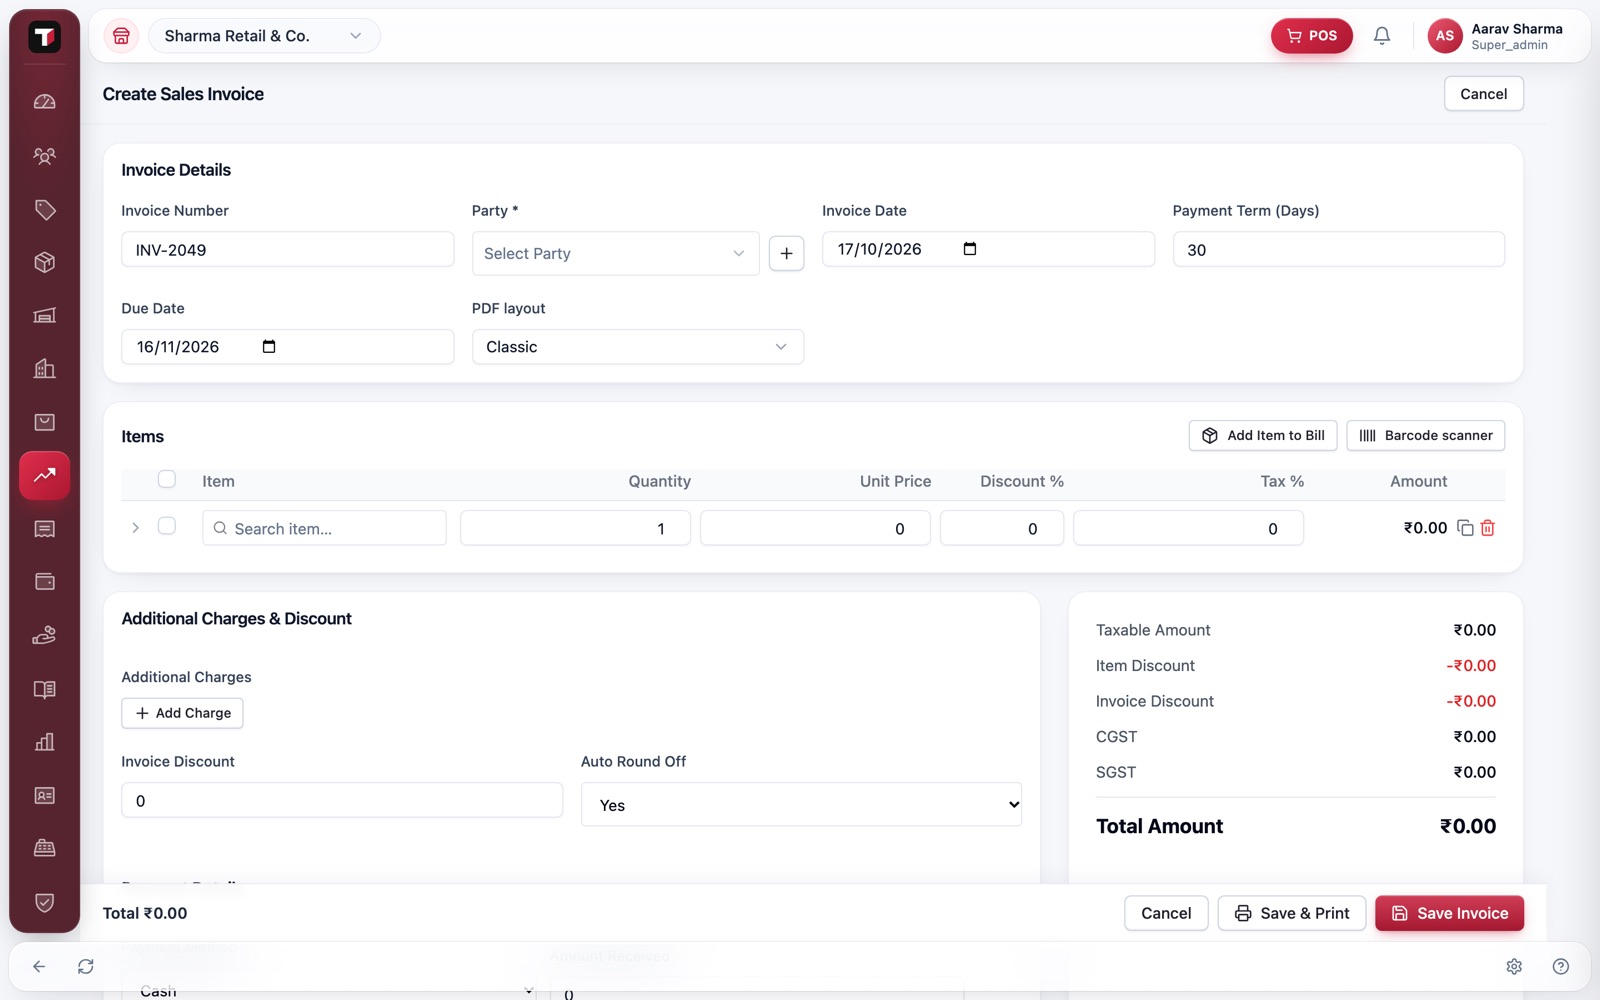 Sharma Retail & Co.
POS
AS
Aarav Sharma
Super_admin
Create Sales Invoice
Cancel
Invoice Details
Invoice Number
Party *
Invoice Date
Payment Term (Days)
INV-2049
Select Party
17/10/2026
30
Due Date
PDF layout
16/11/2026
Classic
Items
Add Item to Bill
Barcode scanner
Item
Quantity
Unit Price
Discount %
Tax %
Amount
Search item...
1
0
0
0
₹0.00
Additional Charges & Discount
Additional Charges
Add Charge
Invoice Discount
Auto Round Off
0
Yes
Taxable Amount
₹0.00
Item Discount
-₹0.00
Invoice Discount
-₹0.00
CGST
₹0.00
SGST
₹0.00
Total Amount
₹0.00
Total ₹0.00
Cancel
Save & Print
Save Invoice
Amount Received
Cash
0